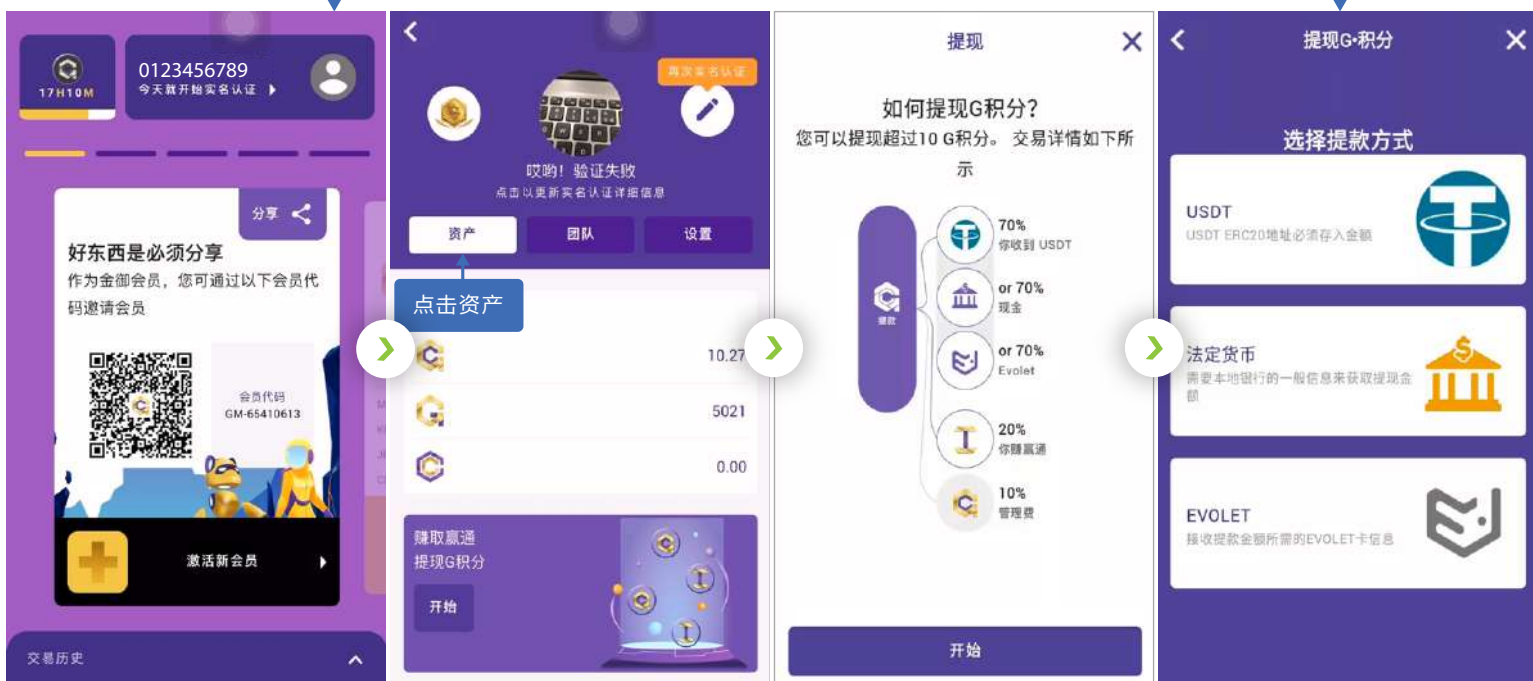 17H10M
0123456789
今天就开始实名认证
分享
好东西是必须分享
作为金御会员，您可通过以下会员代
码邀请会员
会员代码
GM-65410613
激活新会员
交易历史
再次实名认证
哎哟！验证失败
点击以更新实名认证详细信息
资产
团队
设置
点击资产
10.27
5021
0.00
赚取赢通
提现G积分
开始
提现
如何提现G积分？
您可以提现超过10 G积分。 交易详情如下所
示
提款
70%
你收到 USDT
or 70%
现金
or 70%
Evolet
20%
你赚赢通
10%
管理费
开始
提现G•积分
选择提款方式
USDT
USDT ERC20地址必须存入金额
法定货币
需要本地银行的一般信息来获取提现金
额
EVOLET
接收提款金额所需的EVOLET卡信息